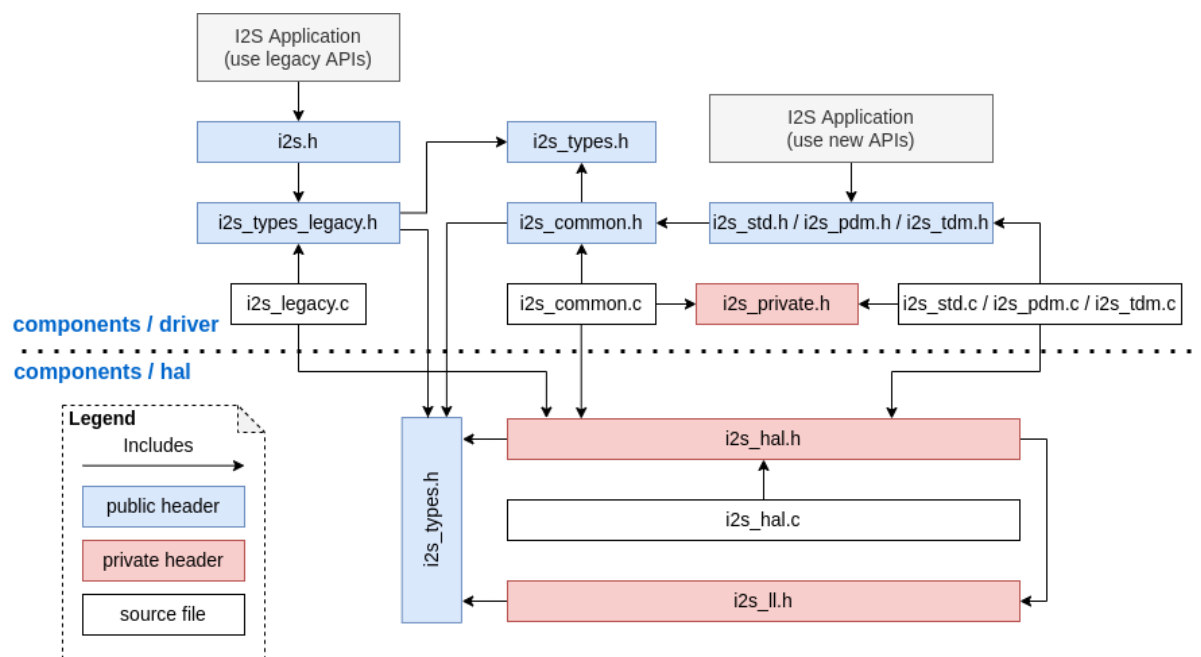 I2S Application
(use legacy APIs)
I2S Application
(use new APIs)
i2s.h
i2s_types.h
i2s_types_legacy.h
i2s_common.h
i2s_std.h / i2s_pdm.h / i2s_tdm.h
i2s_legacy.c
i2s_common.c
i2s_private.h
i2s_std.c / i2s_pdm.c / i2s_tdm.c
components / driver
components / hal
Legend
Includes
public header
private header
source file
i2s_types.h
i2s_hal.h
i2s_hal.c
i2s_ll.h